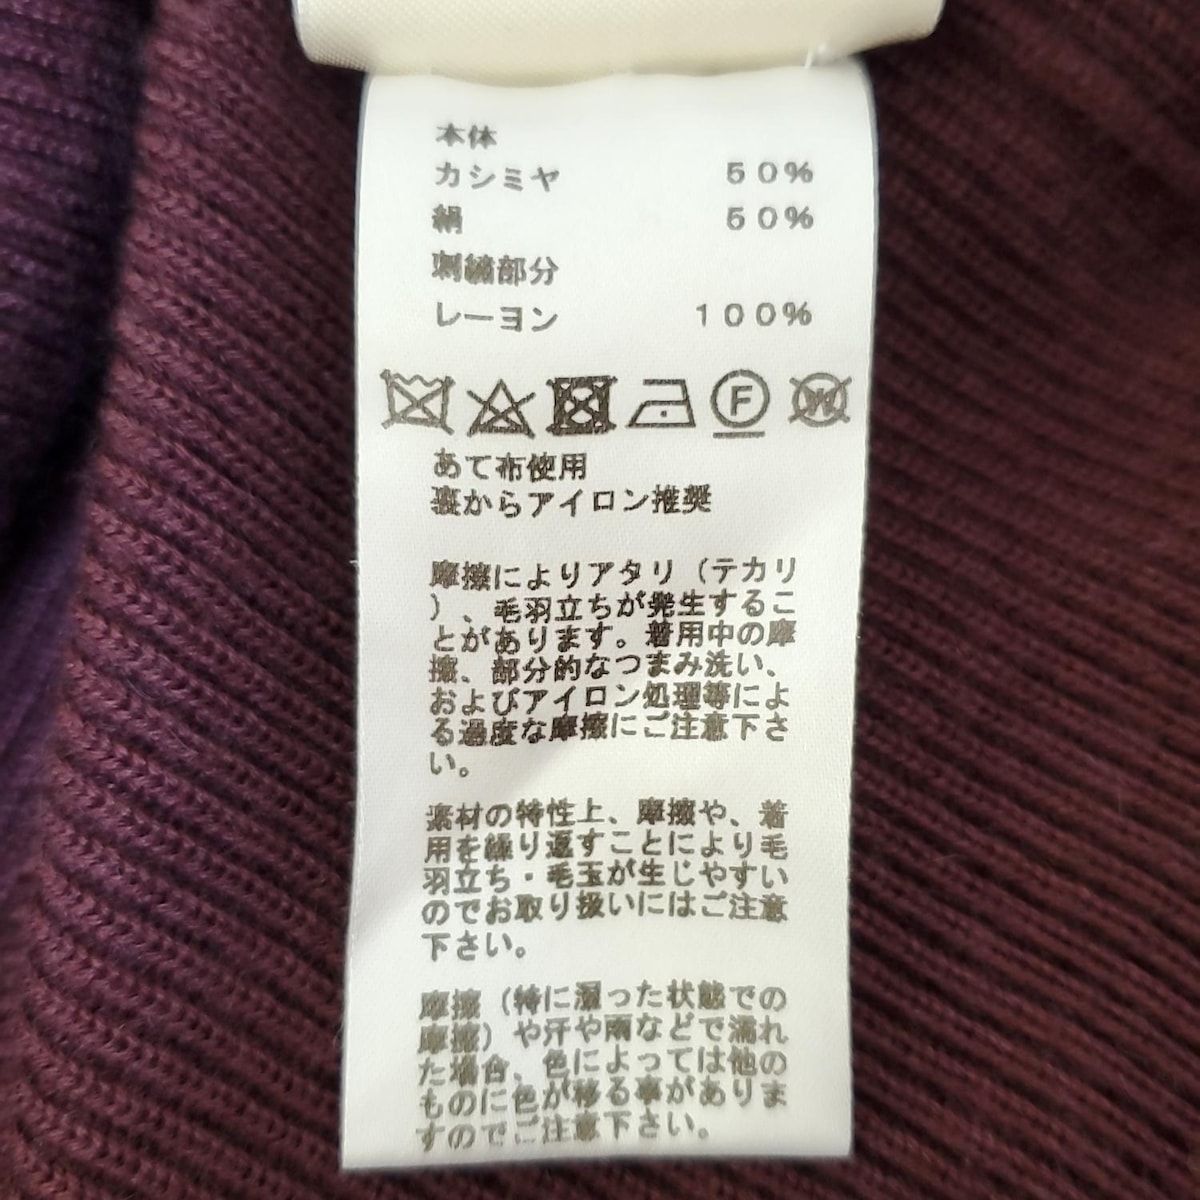 本体
カシミヤ 50%
絹 50%
刺繍部分
レーヨン 100%
F W
あて布使用
裏からアイロン推奨
摩擦によりアタリ（テカリ
）、毛羽立ちが発生するこ
とがあります。着用中の摩
擦、部分的なつまみ洗い、
およびアイロン処理等によ
る過度な摩擦にご注意下さ
い。
素材の特性上、摩擦や、着
用を繰り返すことにより毛
羽立ち・毛玉が生じやすい
のでお取り扱いにはご注意
下さい。
摩擦（特に湿った状態での
摩擦）や汗や雨などで濡れ
た場合、色によっては他の
ものに色が移る事がありま
すのでご注意下さい。